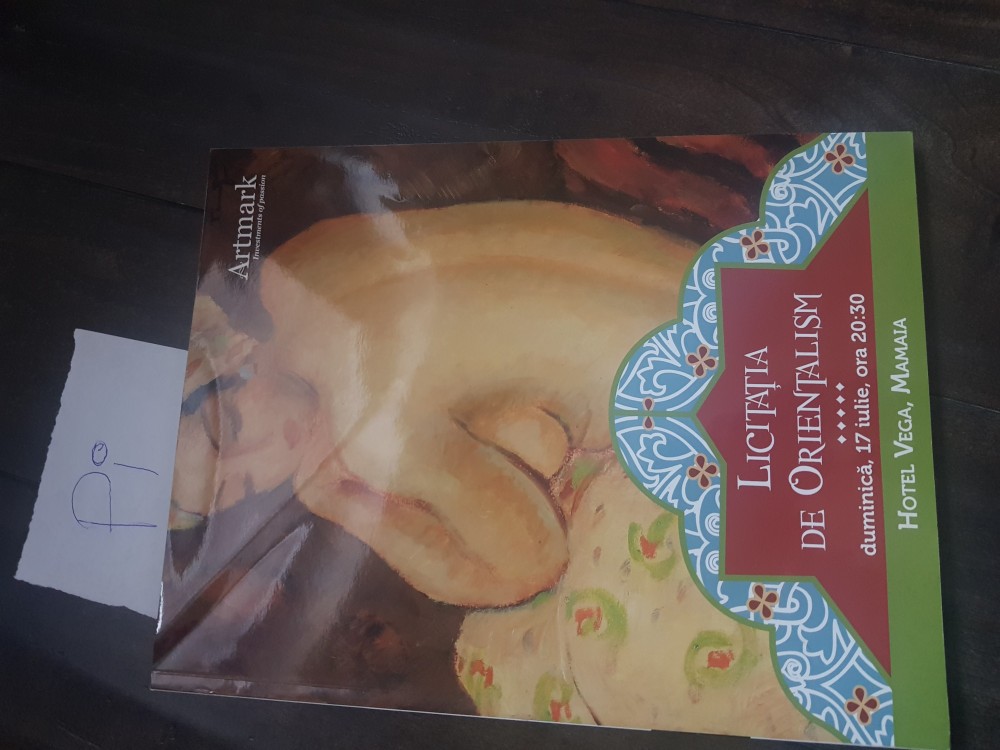 Artmark
Investments of passion
LICITAȚIA
DE ORIENTALISM
duminică, 17 iulie, ora 20:30
HOTEL VEGA, MAMAIA